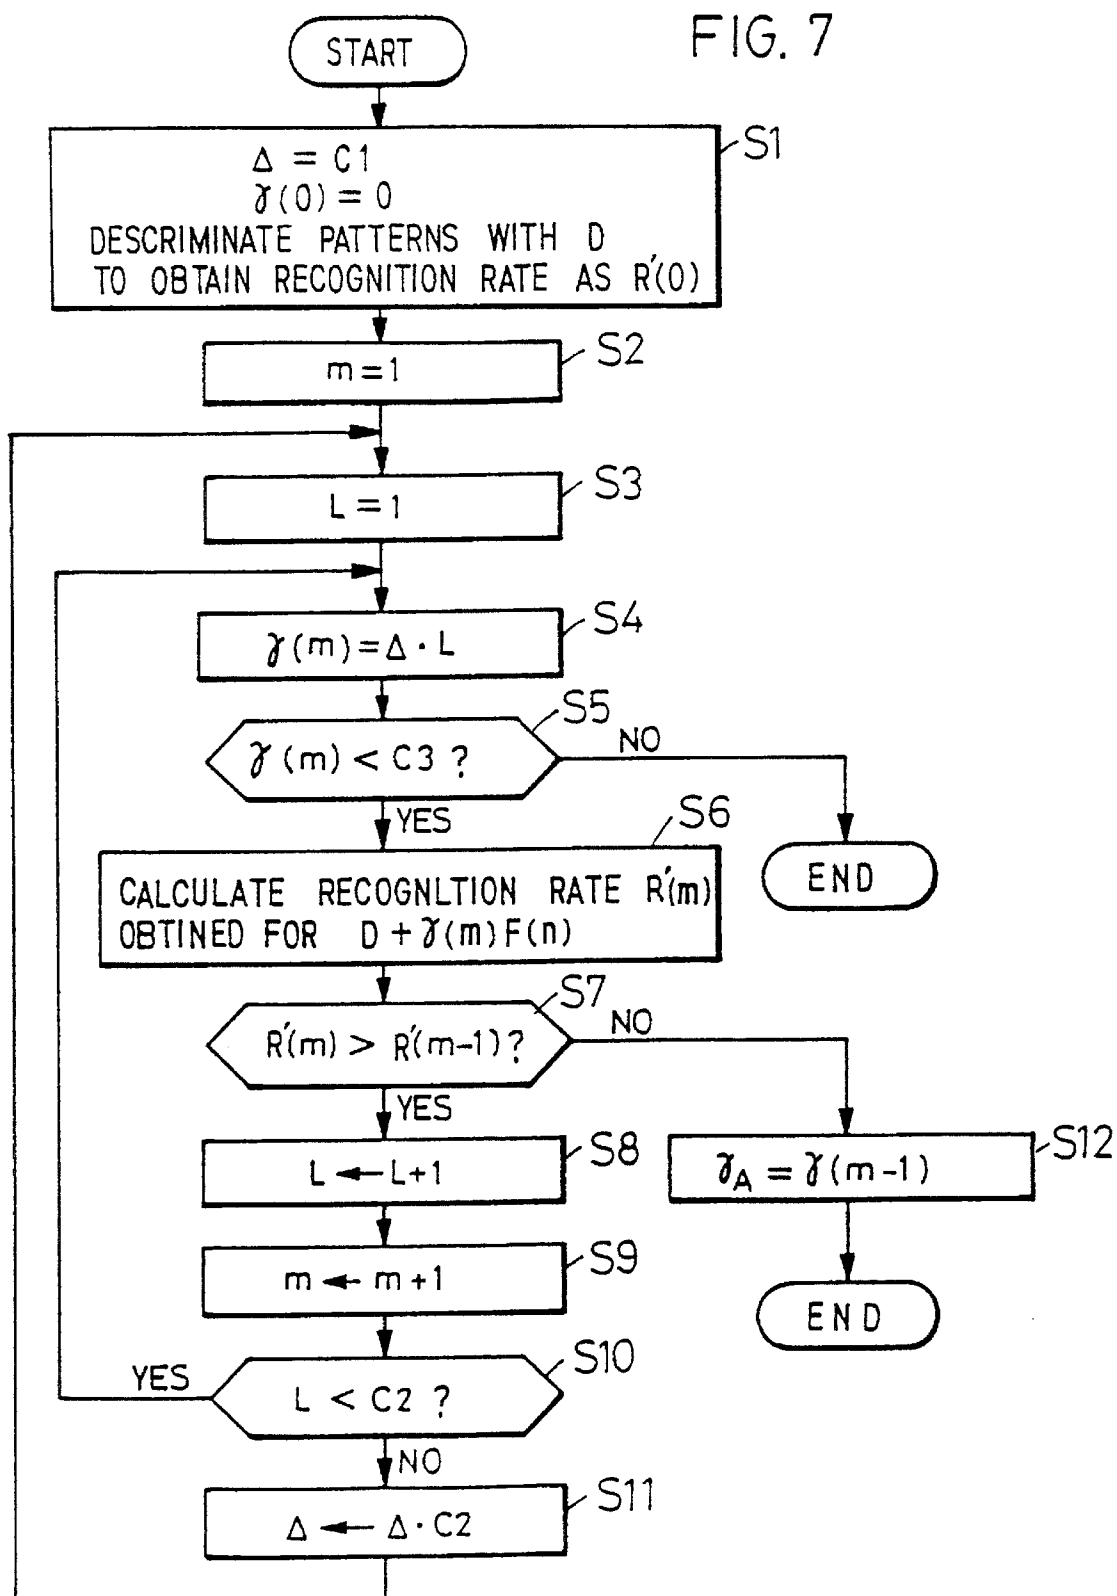 FIG. 7
START
S1
Δ = C1
γ(0) = 0
DESCRIMINATE PATTERNS WITH D
TO OBTAIN RECOGNITION RATE AS R'(0)
S2
m = 1
S3
L = 1
S4
γ(m) = Δ · L
S5
γ(m) < C3 ?
NO
YES
END
S6
CALCULATE RECOGNLTION RATE R'(m)
OBTINED FOR D + γ(m) F(n)
S7
R'(m) > R'(m-1) ?
NO
YES
S8
L ← L+1
S12
γA = γ(m-1)
S9
m ← m+1
END
S10
YES
L < C2 ?
NO
S11
Δ ← Δ · C2